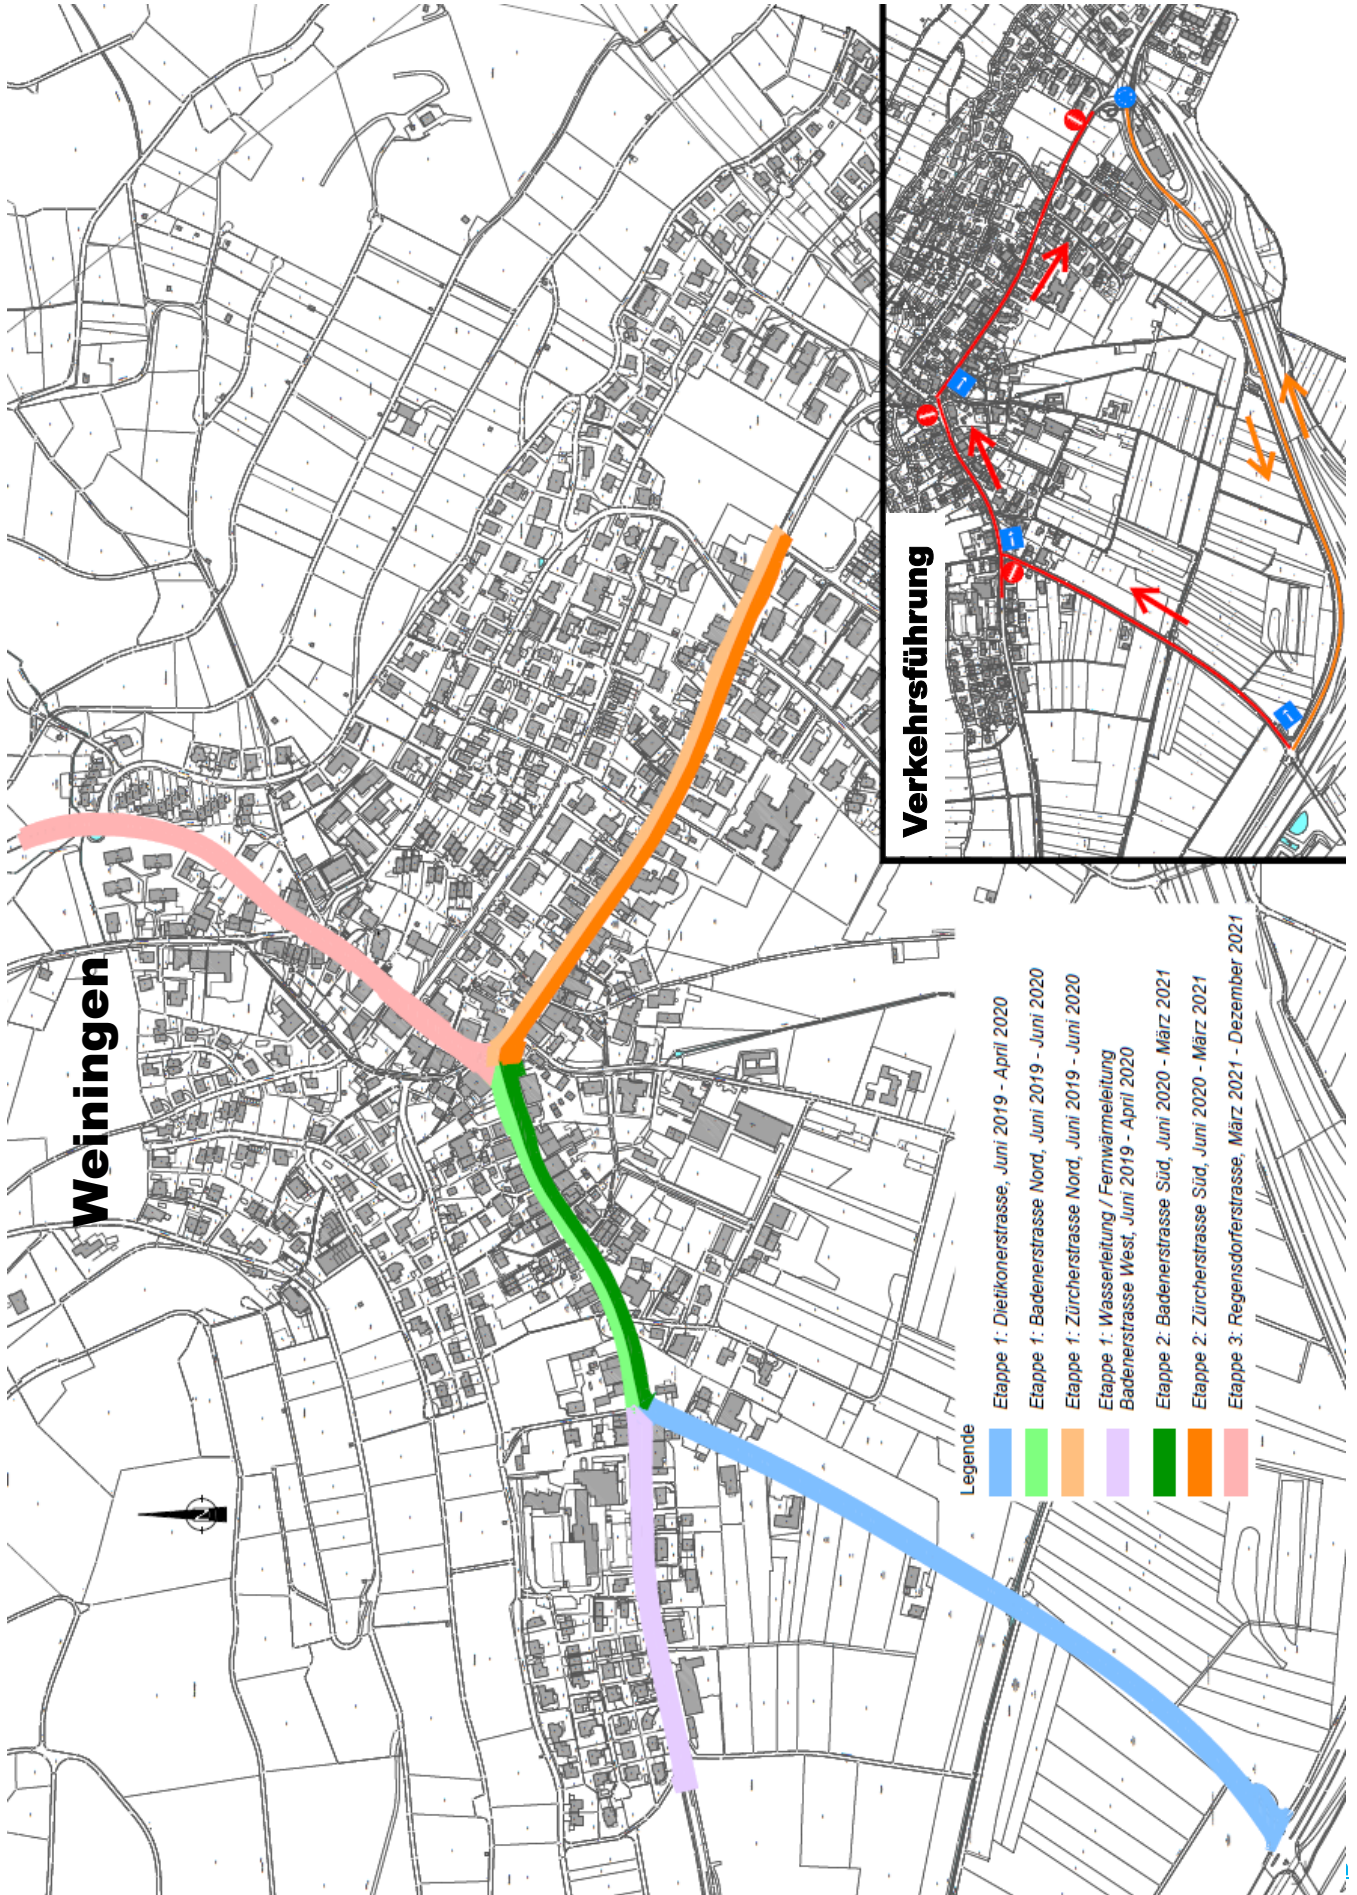 Weiningen
Verkehrsführung
Legende
Etappe 1: Dietikonerstrasse, Juni 2019 - April 2020
Etappe 1: Badenerstrasse Nord, Juni 2019 - Juni 2020
Etappe 1: Zürcherstrasse Nord, Juni 2019 - Juni 2020
Etappe 1: Wasserleitung / Fernwärmeleitung
Badenerstrasse West, Juni 2019 - April 2020
Etappe 2: Badenerstrasse Süd, Juni 2020 - März 2021
Etappe 2: Zürcherstrasse Süd, Juni 2020 - März 2021
Etappe 3: Regensdorferstrasse, März 2021 - Dezember 2021
N